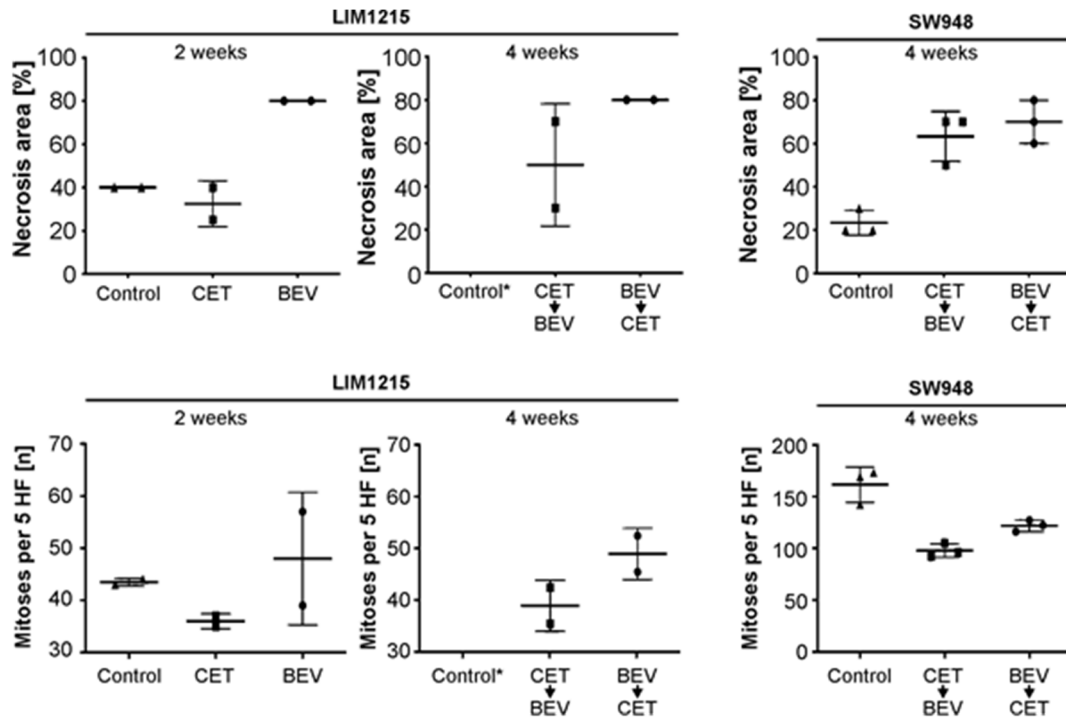 LIM1215
SW948
2 weeks
4 weeks
4 weeks
Necrosis area [%]
100
80
60
40
20
0
Control CET BEV
Necrosis area [%]
100
80
60
40
20
0
Control* CET BEV
BEV CET
Necrosis area [%]
100
80
60
40
20
0
Control CET BEV
BEV CET
LIM1215
SW948
2 weeks
4 weeks
4 weeks
Mitoses per 5 HF [n]
70
60
50
40
30
Control CET BEV
Mitoses per 5 HF [n]
70
60
50
40
30
Control* CET BEV
BEV CET
Mitoses per 5 HF [n]
200
150
100
50
0
Control CET BEV
BEV CET